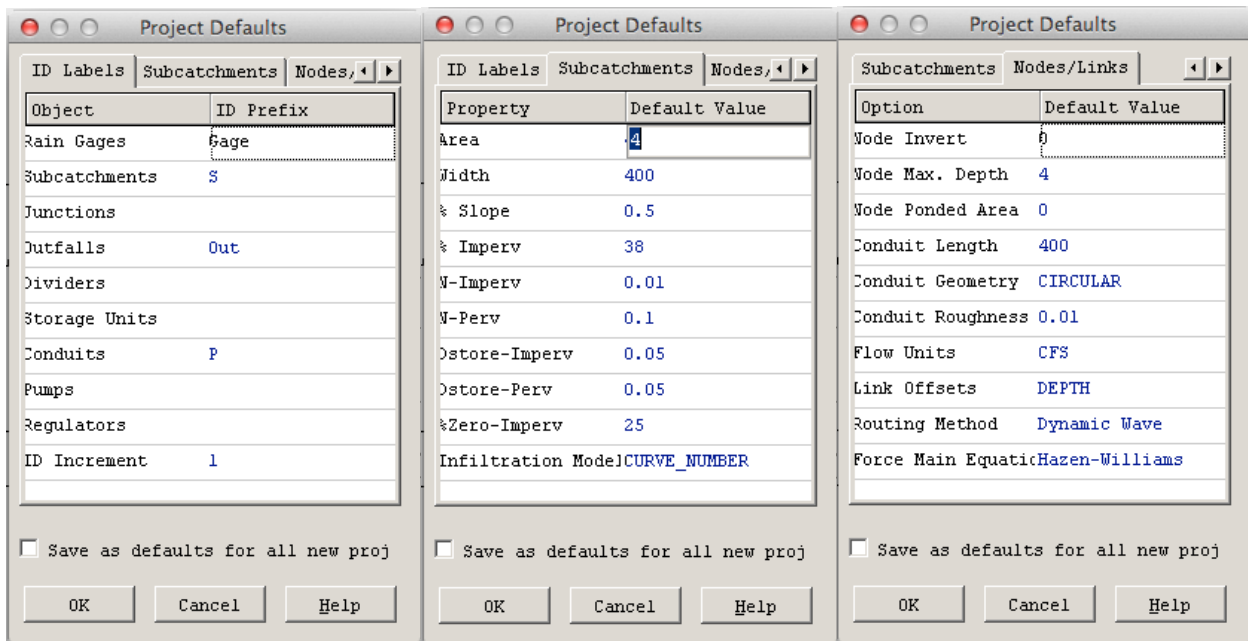 Project Defaults
ID Labels Subcatchments Nodes/
Object ID Prefix
Rain Gages Gage
Subcatchments S
Junctions
Outfalls Out
Dividers
Storage Units
Conduits P
Pumps
Regulators
ID Increment 1
Save as defaults for all new proj
OK Cancel Help
Project Defaults
ID Labels Subcatchments Nodes/
Property Default Value
Area 4
Width 400
% Slope 0.5
% Imperv 38
N-Imperv 0.01
N-Perv 0.1
Dstore-Imperv 0.05
Dstore-Perv 0.05
%Zero-Imperv 25
Infiltration Model CURVE_NUMBER
Save as defaults for all new proj
OK Cancel Help
Project Defaults
Subcatchments Nodes/Links
Option Default Value
Node Invert 0
Node Max. Depth 4
Node Ponded Area 0
Conduit Length 400
Conduit Geometry CIRCULAR
Conduit Roughness 0.01
Flow Units CFS
Link Offsets DEPTH
Routing Method Dynamic Wave
Force Main Equatic Hazen-Williams
Save as defaults for all new proj
OK Cancel Help